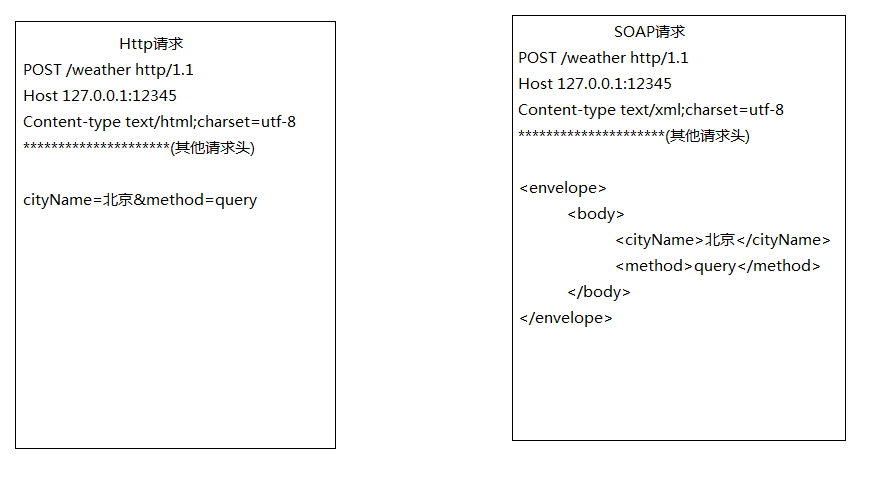 Http请求
POST /weather http/1.1
Host 127.0.0.1:12345
Content-type text/html;charset=utf-8
*********************(其他请求头)
cityName=北京&method=query
SOAP请求
POST /weather http/1.1
Host 127.0.0.1:12345
Content-type text/xml;charset=utf-8
*********************(其他请求头)
<envelope>
<body>
<cityName>北京</cityName>
<method>query</method>
</body>
</envelope>